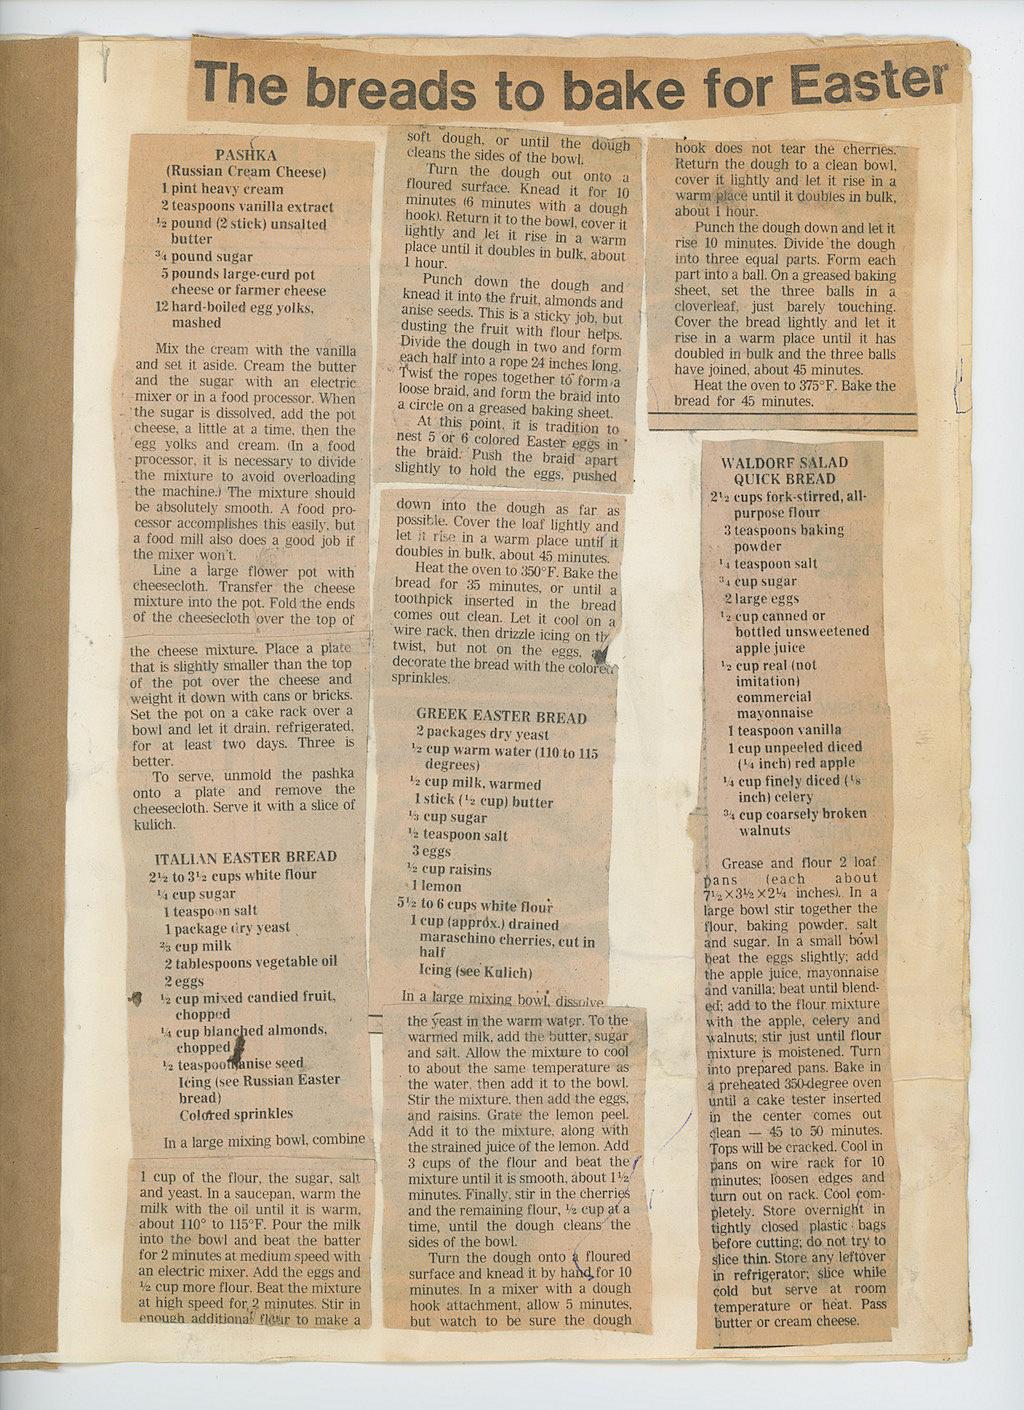 The breads to bake for Easter
PASHKA
(Russian Cream Cheese)
1 pint heavy cream
2 teaspoons vanilla extract
½ pound (2 stick) unsalted
butter
¾ pound sugar
5 pounds large-curd pot
cheese or farmer cheese
12 hard-boiled egg yolks,
mashed
Mix the cream with the vanilla
and set it aside. Cream the butter
and the sugar with an electric
mixer or in a food processor. When
the sugar is dissolved, add the pot
cheese, a little at a time, then the
egg yolks and cream. (In a food
processor, it is necessary to divide
the mixture to avoid overloading
the machine.) The mixture should
be absolutely smooth. A food pro-
cessor accomplishes this easily, but
a food mill also does a good job if
the mixer won't.
Line a large flower pot with
cheesecloth. Transfer the cheese
mixture into the pot. Fold the ends
of the cheesecloth over the top of
the cheese mixture. Place a plate
that is slightly smaller than the top
of the pot over the cheese and
weight it down with cans or bricks.
Set the pot on a cake rack over a
bowl and let it drain, refrigerated,
for at least two days. Three is
better.
To serve, unmold the pashka
onto a plate and remove the
cheesecloth. Serve it with a slice of
kulich.
ITALIAN EASTER BREAD
2½ to 3½ cups white flour
¼ cup sugar
1 teaspoon salt
1 package dry yeast
⅔ cup milk
2 tablespoons vegetable oil
2 eggs
½ cup mixed candied fruit,
chopped
¼ cup blanched almonds,
chopped
½ teaspoon anise seed
Icing (see Russian Easter
bread)
Colored sprinkles
In a large mixing bowl, combine
1 cup of the flour, the sugar, salt
and yeast. In a saucepan, warm the
milk with the oil until it is warm,
about 110° to 115°F. Pour the milk
into the bowl and beat the batter
for 2 minutes at medium speed with
an electric mixer. Add the eggs and
½ cup more flour. Beat the mixture
at high speed for 2 minutes. Stir in
enough additional flour to make a
soft dough, or until the dough
cleans the sides of the bowl.
Turn the dough out onto a
floured surface. Knead it for 10
minutes (6 minutes with a dough
hook). Return it to the bowl, cover it
lightly and let it rise in a warm
place until it doubles in bulk, about
1 hour.
Punch down the dough and
knead it into the fruit, almonds and
anise seeds. This is a sticky job, but
dusting the fruit with flour helps.
Divide the dough in two and form
each half into a rope 24 inches long.
Twist the ropes together to form a
loose braid, and form the braid into
a circle on a greased baking sheet.
At this point, it is tradition to
nest 5 or 6 colored Easter eggs in
the braid. Push the braid apart
slightly to hold the eggs, pushed
down into the dough as far as
possible. Cover the loaf lightly and
let it rise in a warm place until it
doubles in bulk, about 45 minutes.
Heat the oven to 350°F. Bake the
bread for 35 minutes, or until a
toothpick inserted in the bread
comes out clean. Let it cool on a
wire rack, then drizzle icing on the
twist, but not on the eggs,
decorate the bread with the colored
sprinkles.
GREEK EASTER BREAD
2 packages dry yeast
½ cup warm water (110 to 115
degrees)
½ cup milk, warmed
1 stick (½ cup) butter
⅓ cup sugar
½ teaspoon salt
3 eggs
½ cup raisins
1 lemon
5½ to 6 cups white flour
1 cup (approx.) drained
maraschino cherries, cut in
half
Icing (see Kulich)
In a large mixing bowl, dissolve
the yeast in the warm water. To the
warmed milk, add the butter, sugar
and salt. Allow the mixture to cool
to about the same temperature as
the water, then add it to the bowl.
Stir the mixture, then add the eggs,
and raisins. Grate the lemon peel.
Add it to the mixture, along with
the strained juice of the lemon. Add
3 cups of the flour and beat the
mixture until it is smooth, about 1½
minutes. Finally, stir in the cherries
and the remaining flour, ½ cup at a
time, until the dough cleans the
sides of the bowl.
Turn the dough onto a floured
surface and knead it by hand for 10
minutes. In a mixer with a dough
hook attachment, allow 5 minutes,
but watch to be sure the dough
hook does not tear the cherries.
Return the dough to a clean bowl,
cover it lightly and let it rise in a
warm place until it doubles in bulk,
about 1 hour.
Punch the dough down and let it
rise 10 minutes. Divide the dough
into three equal parts. Form each
part into a ball. On a greased baking
sheet, set the three balls in a
cloverleaf, just barely touching.
Cover the bread lightly and let it
rise in a warm place until it has
doubled in bulk and the three balls
have joined, about 45 minutes.
Heat the oven to 375°F. Bake the
bread for 45 minutes.
WALDORF SALAD
QUICK BREAD
2½ cups fork-stirred, all-
purpose flour
3 teaspoons baking
powder
¼ teaspoon salt
¾ cup sugar
2 large eggs
½ cup canned or
bottled unsweetened
apple juice
½ cup real (not
imitation)
commercial
mayonnaise
1 teaspoon vanilla
1 cup unpeeled diced
(¼ inch) red apple
¼ cup finely diced (⅛
inch) celery
¾ cup coarsely broken
walnuts
Grease and flour 2 loaf
pans (each about
7½×3½×2¼ inches). In a
large bowl stir together the
flour, baking powder, salt
and sugar. In a small bowl
beat the eggs slightly; add
the apple juice, mayonnaise
and vanilla; beat until blend-
ed; add to the flour mixture
with the apple, celery and
walnuts; stir just until flour
mixture is moistened. Turn
into prepared pans. Bake in
a preheated 350-degree oven
until a cake tester inserted
in the center comes out
clean — 45 to 50 minutes.
Tops will be cracked. Cool in
pans on wire rack for 10
minutes; loosen edges and
turn out on rack. Cool com-
pletely. Store overnight in
tightly closed plastic bags
before cutting; do not try to
slice thin. Store any leftover
in refrigerator; slice while
cold but serve at room
temperature or heat. Pass
butter or cream cheese.